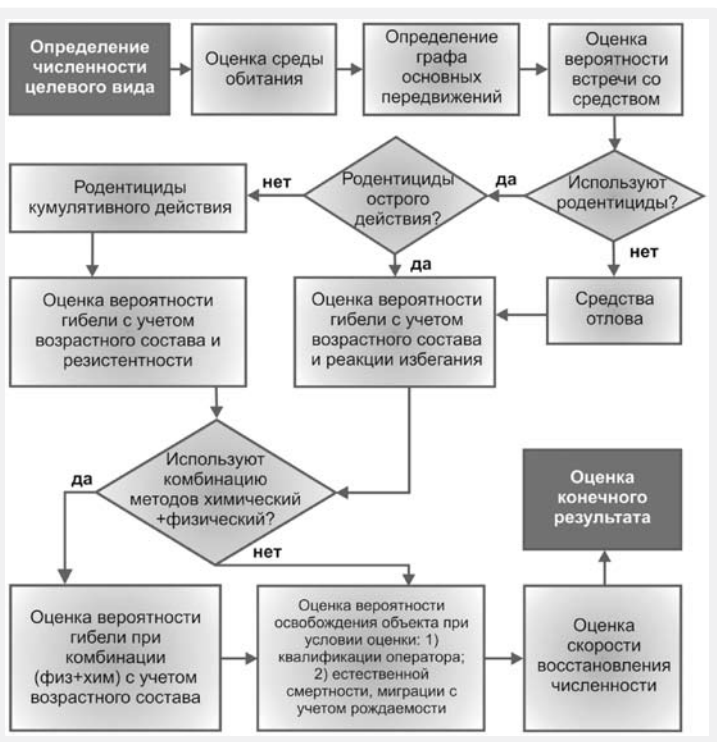 Определение
численности
целевого вида
Оценка среды
обитания
Определение
графа
основных
передвижений
Оценка
вероятности
встречи со
средством
Используют
родентициды?
да
нет
Родентициды
острого
действия?
нет
да
Родентициды
кумулятивного действия
Средства
отлова
Оценка вероятности
гибели с учетом
возрастного состава и
резистентности
Оценка вероятности
гибели с учетом
возрастного состава
и реакции избегания
Используют
комбинацию
методов химический
+физический?
да
нет
Оценка вероятности
гибели при
комбинации
(физ+хим) с учетом
возрастного состава
Оценка вероятности
освобождения объекта при
условии оценки: 1)
квалификации оператора;
2) естественной
смертности, миграции с
учетом рождаемости
Оценка
скорости
восстановления
численности
Оценка
конечного
результата